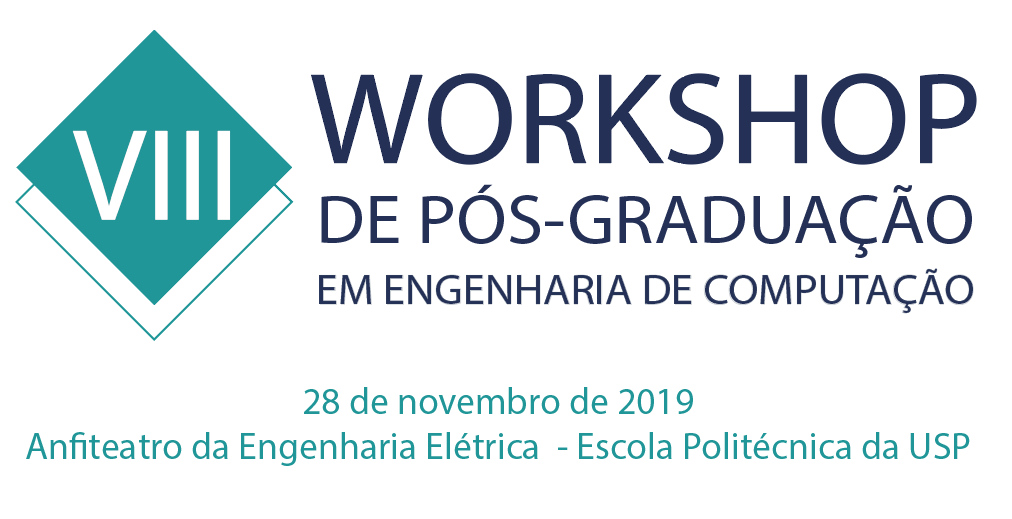 VIII
WORKSHOP
DE PÓS-GRADUAÇÃO
EM ENGENHARIA DE COMPUTAÇÃO
28 de novembro de 2019
Anfiteatro da Engenharia Elétrica - Escola Politécnica da USP